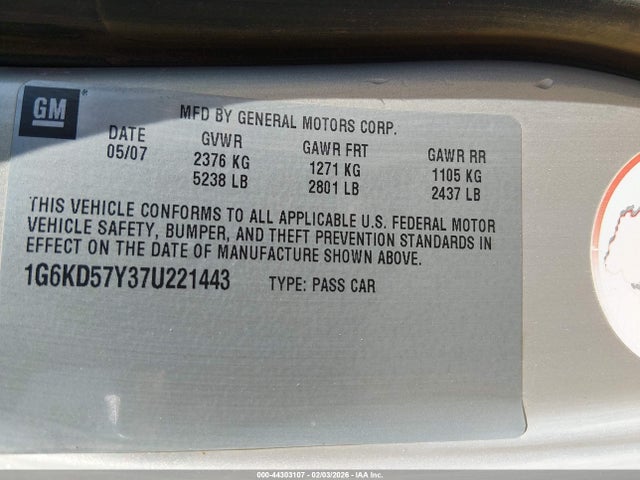 GM
MFD BY GENERAL MOTORS CORP.
DATE GVWR GAWR FRT GAWR RR
05/07 2376 KG 1271 KG 1105 KG
5238 LB 2801 LB 2437 LB
THIS VEHICLE CONFORMS TO ALL APPLICABLE U.S. FEDERAL MOTOR
VEHICLE SAFETY, BUMPER, AND THEFT PREVENTION STANDARDS IN
EFFECT ON THE DATE OF MANUFACTURE SHOWN ABOVE.
1G6KD57Y37U221443 TYPE: PASS CAR
000-44303107 - 02/03/2026 - IAA Inc.